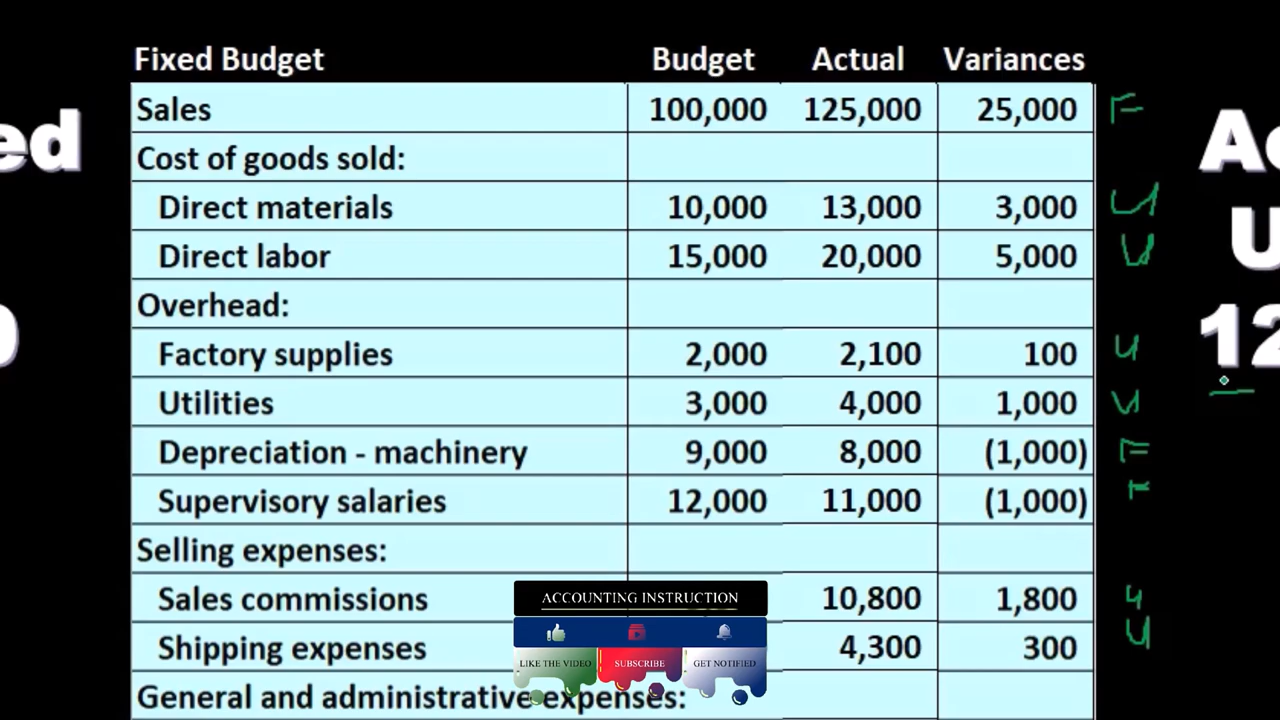 Fixed Budget Budget Actual Variances
Sales 100,000 125,000 25,000 F
Cost of goods sold:
Direct materials 10,000 13,000 3,000 U
Direct labor 15,000 20,000 5,000 U
Overhead:
Factory supplies 2,000 2,100 100 U
Utilities 3,000 4,000 1,000 U
Depreciation - machinery 9,000 8,000 (1,000) F
Supervisory salaries 12,000 11,000 (1,000) F
Selling expenses:
Sales commissions 10,800 1,800 U
Shipping expenses 4,300 300 U
General and administrative expenses:
ACCOUNTING INSTRUCTION
LIKE THE VIDEO SUBSCRIBE GET NOTIFIED
ed
A
U
12